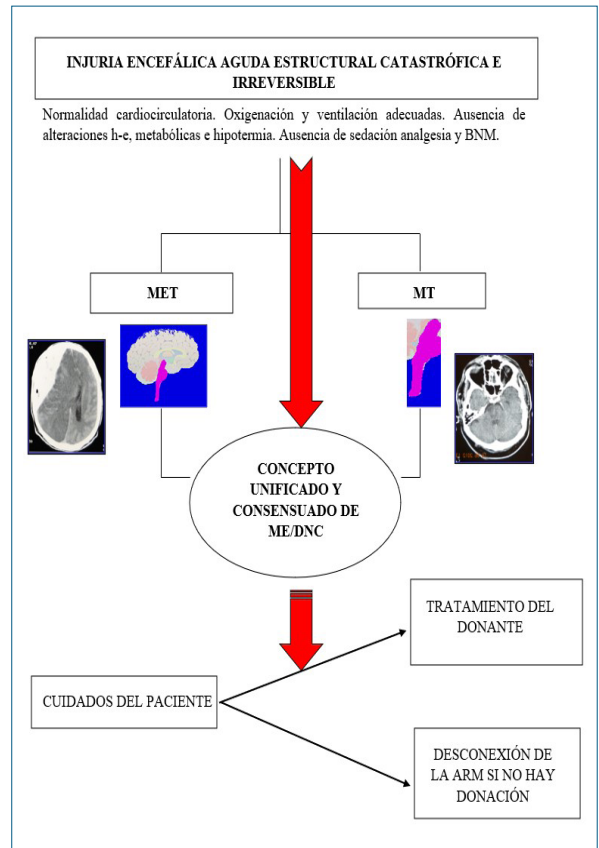 INJURIA ENCEFÁLICA AGUDA ESTRUCTURAL CATASTRÓFICA E
IRREVERSIBLE
Normalidad cardiocirculatoria. Oxigenación y ventilación adecuadas. Ausencia de
alteraciones h-e, metabólicas e hipotermia. Ausencia de sedación analgesia y BNM.
MET
MT
CONCEPTO
UNIFICADO Y
CONSENSUADO DE
ME/DNC
TRATAMIENTO DEL
DONANTE
CUIDADOS DEL PACIENTE
DESCONEXIÓN DE
LA ARM SI NO HAY
DONACIÓN